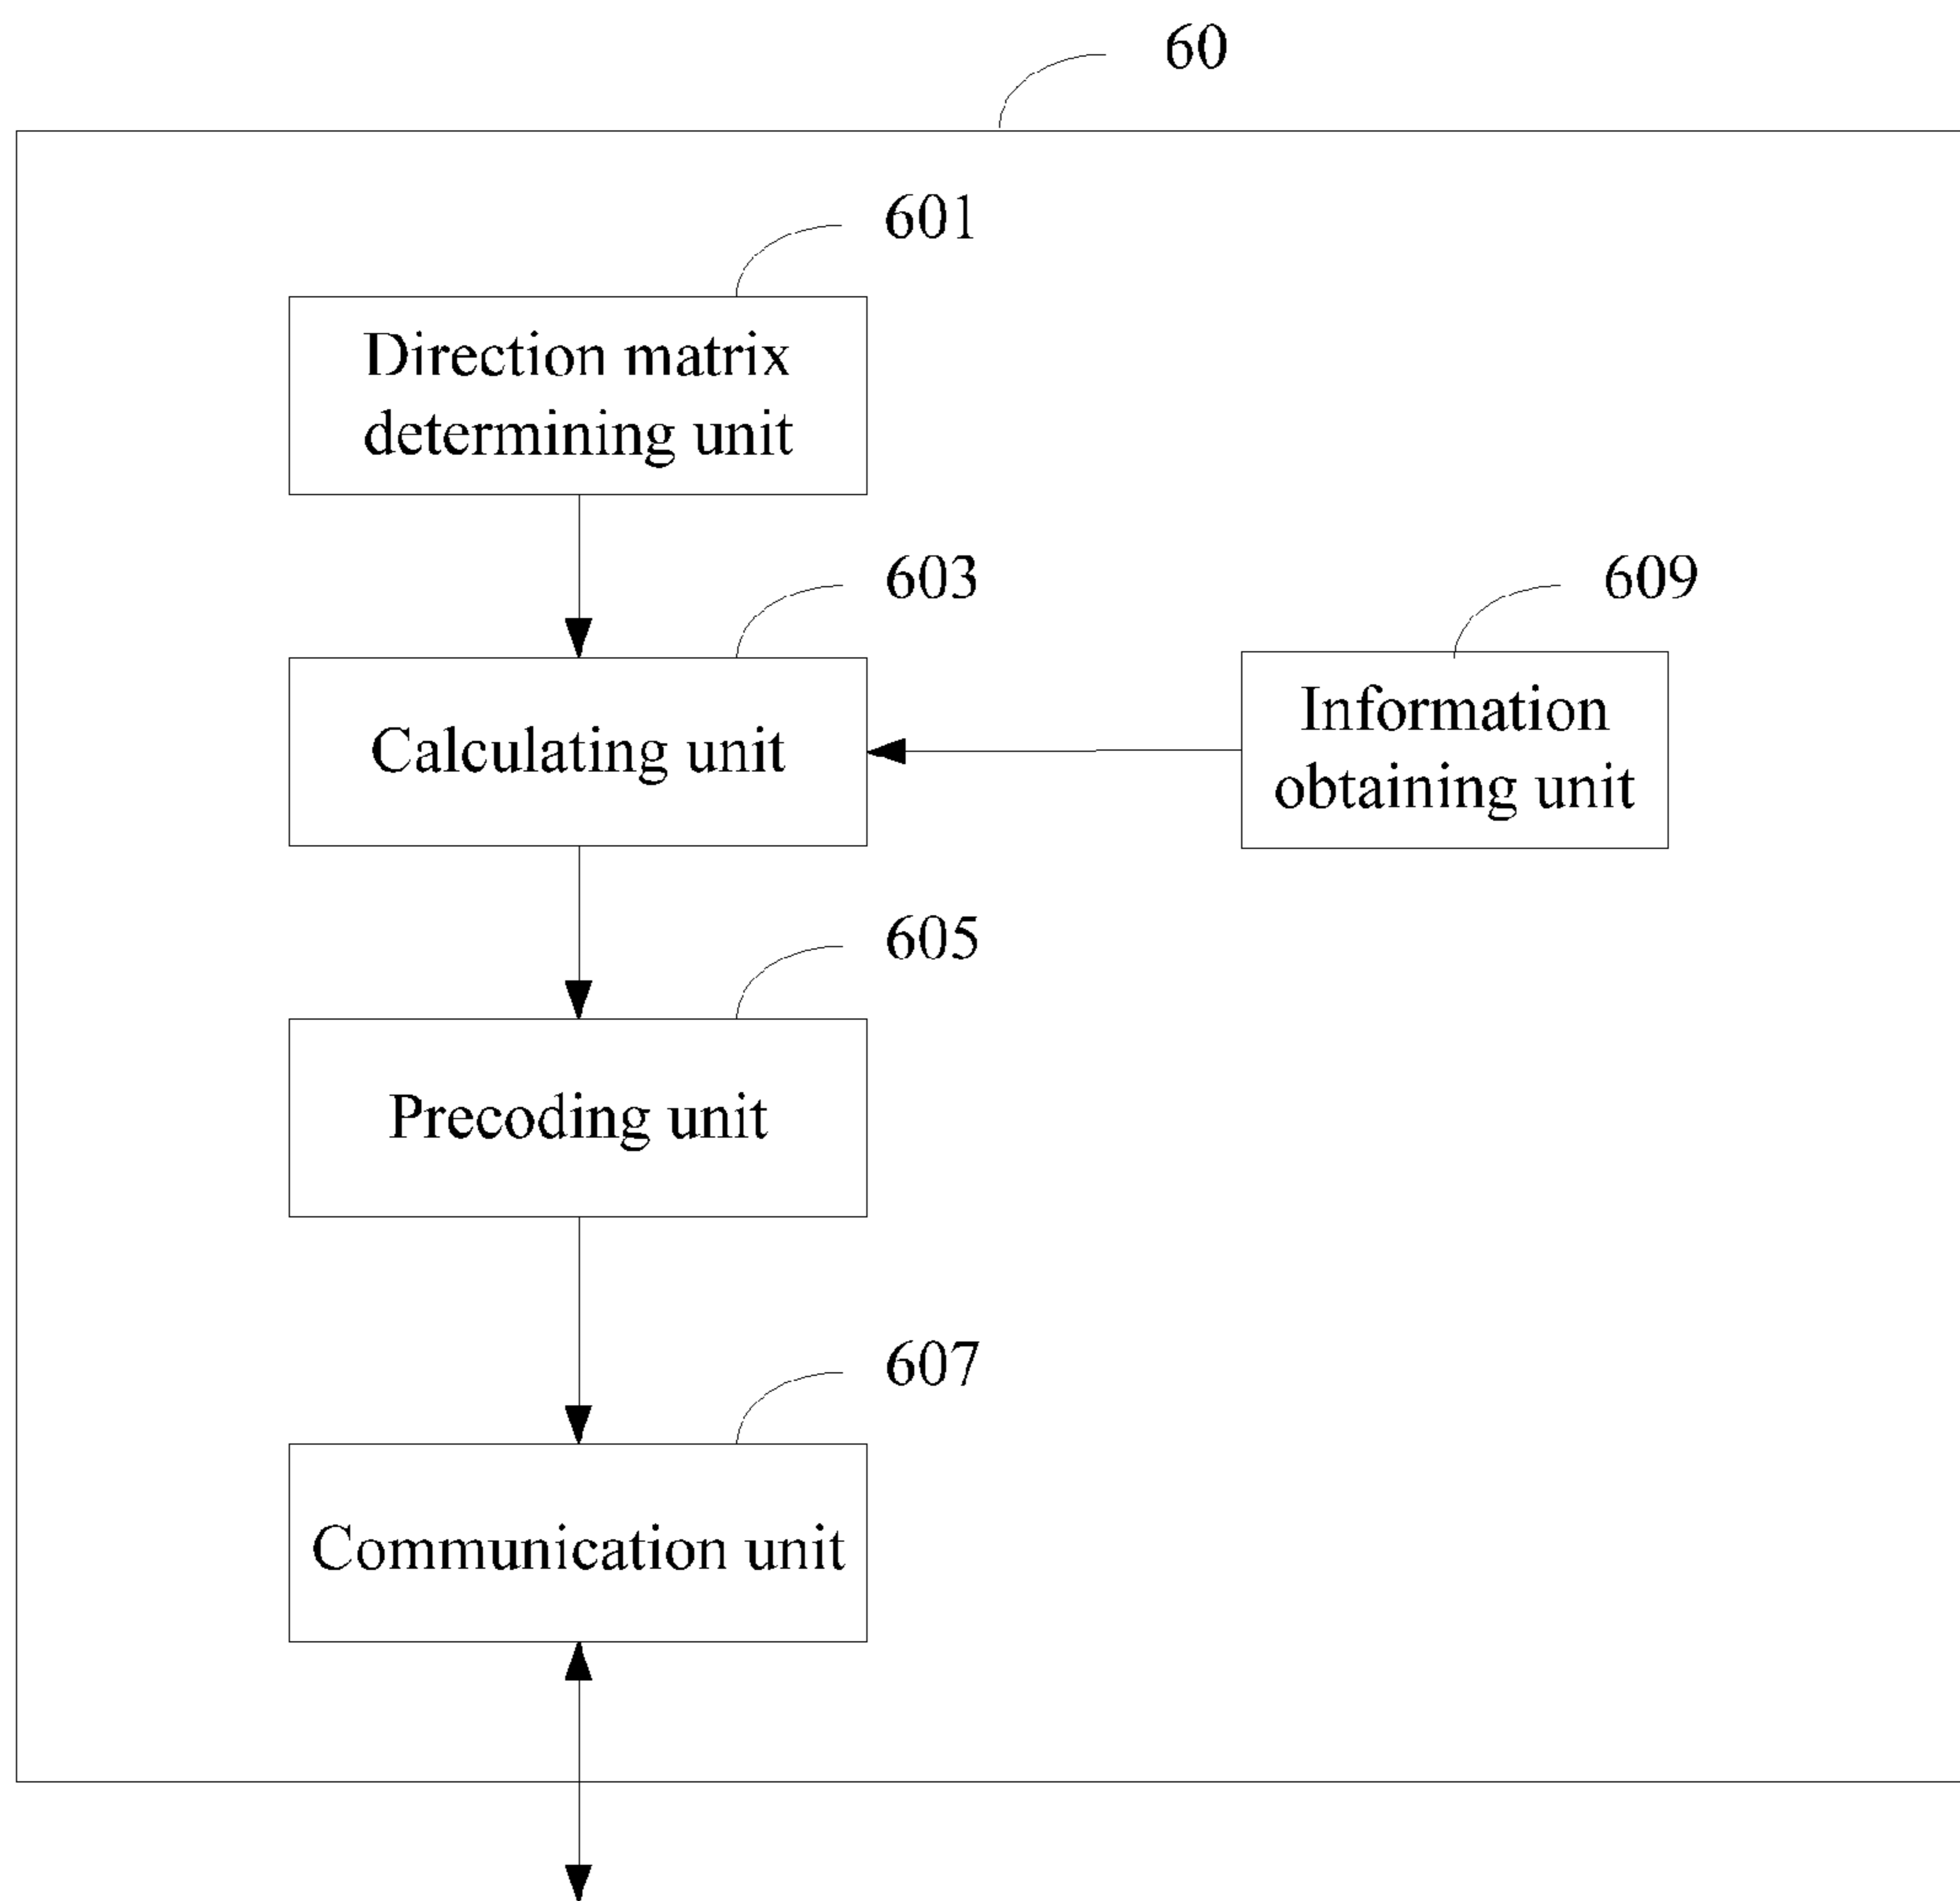 60
601
Direction matrix
determining unit
603
609
Calculating unit
Information
obtaining unit
605
Precoding unit
607
Communication unit